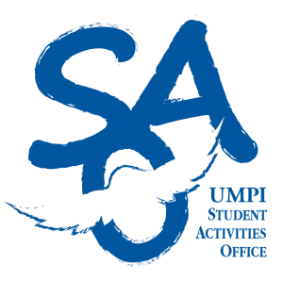 SA
O
UMPI
STUDENT
ACTIVITIES
OFFICE